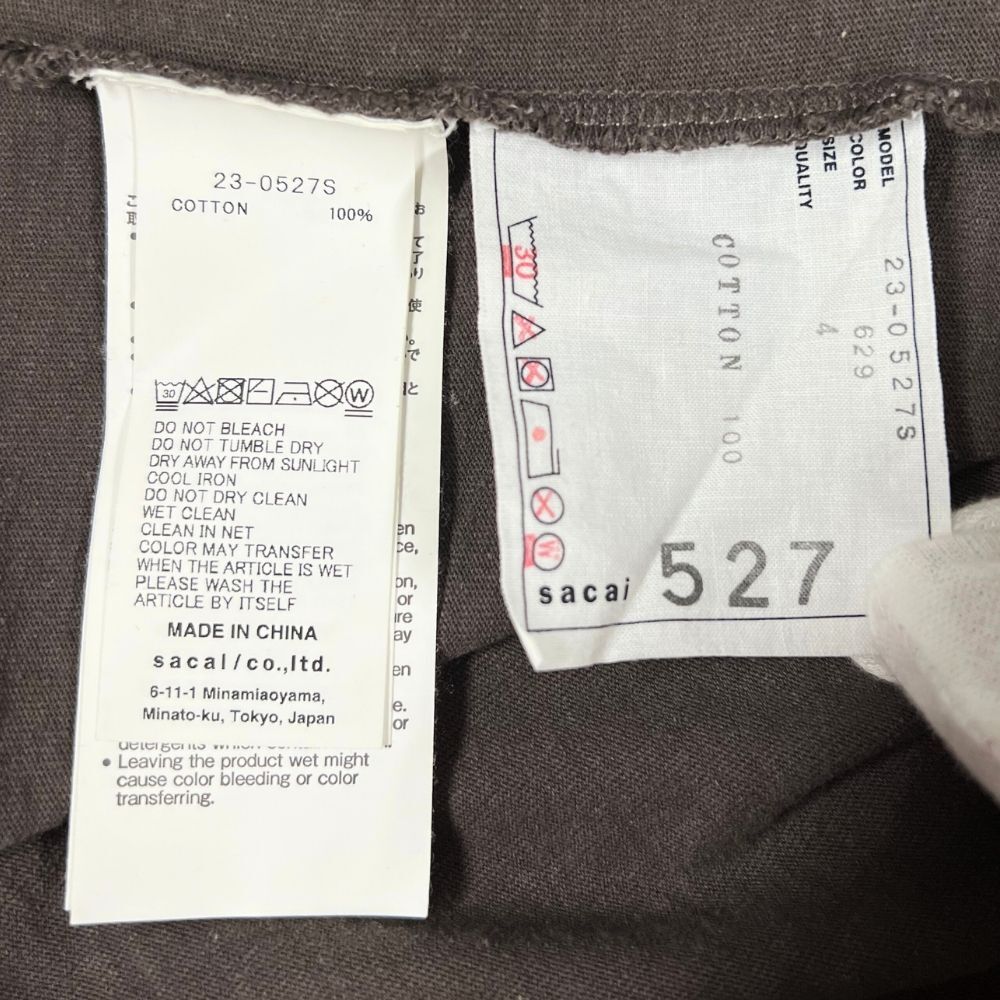 23-0527S
COTTON 100%
30 W
DO NOT BLEACH
DO NOT TUMBLE DRY
DRY AWAY FROM SUNLIGHT
COOL IRON
DO NOT DRY CLEAN
WET CLEAN
CLEAN IN NET
COLOR MAY TRANSFER
WHEN THE ARTICLE IS WET
PLEASE WASH THE
ARTICLE BY ITSELF
MADE IN CHINA
sacaI/co.,ltd.
6-11-1 Minamiaoyama,
Minato-ku, Tokyo, Japan
• Leaving the product wet might
cause color bleeding or color
transferring.
MODEL 23-0527S
COLOR 629
SIZE 4
QUALITY
COTTON 100
30
W
sacai 527